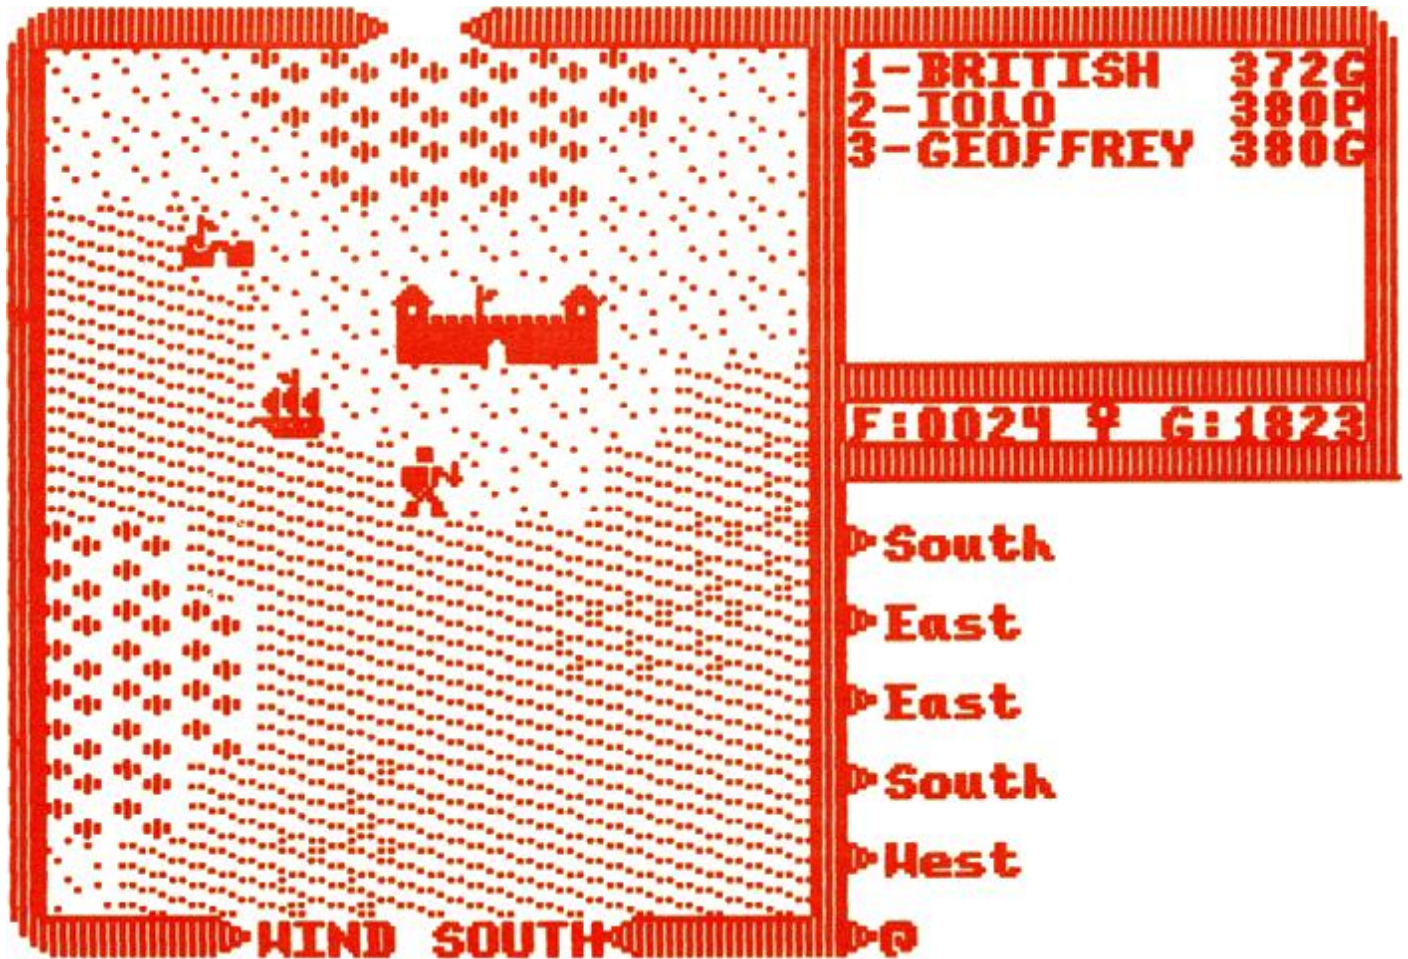 1-BRITISH 372G
2-IOLO 380P
3-GEOFFREY 380G
F:0024 ♀ G:1823
South
East
East
South
West
WIND SOUTH